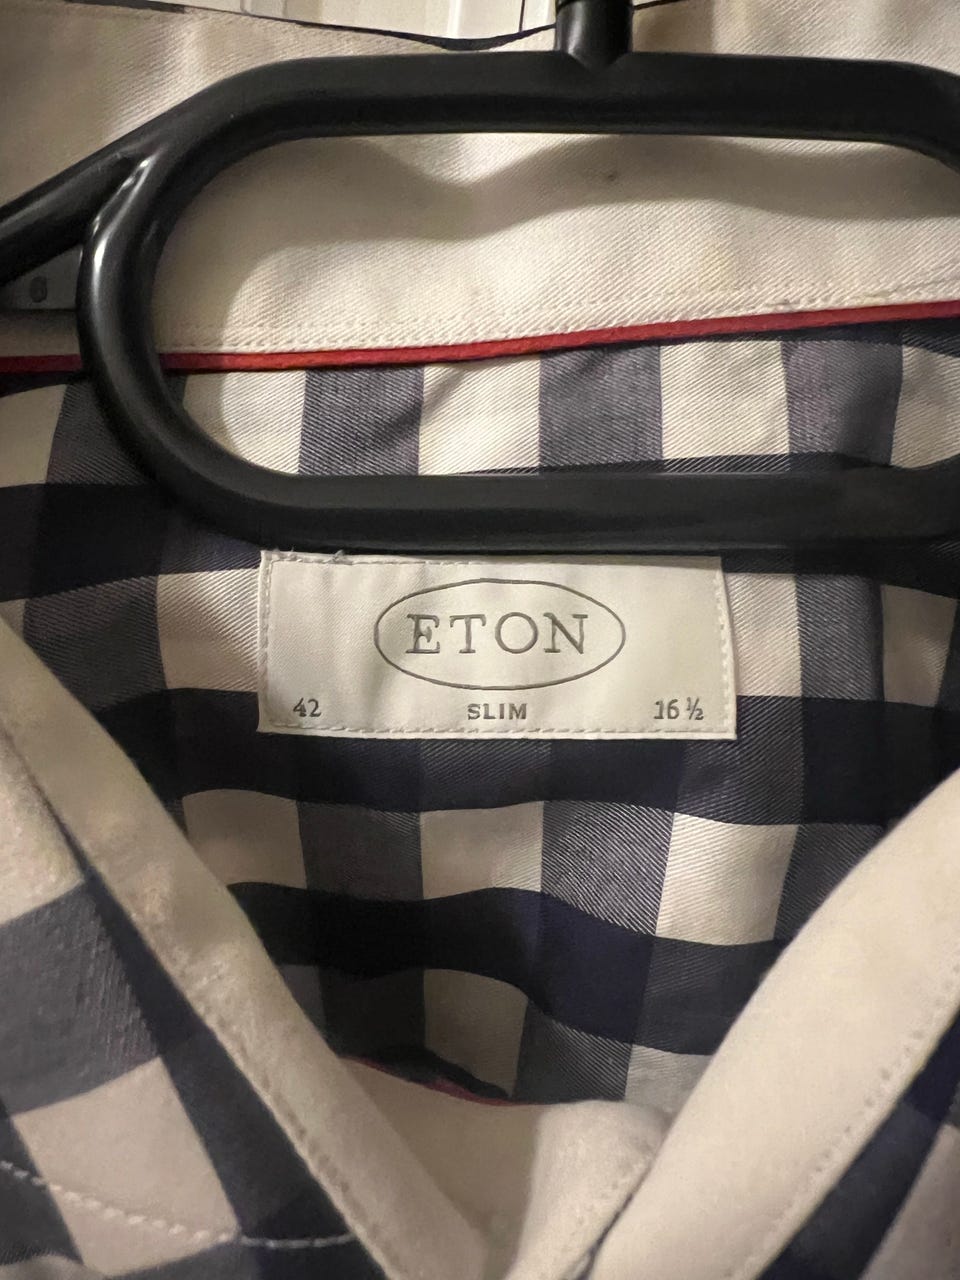 ETON
42 SLIM 16 ½